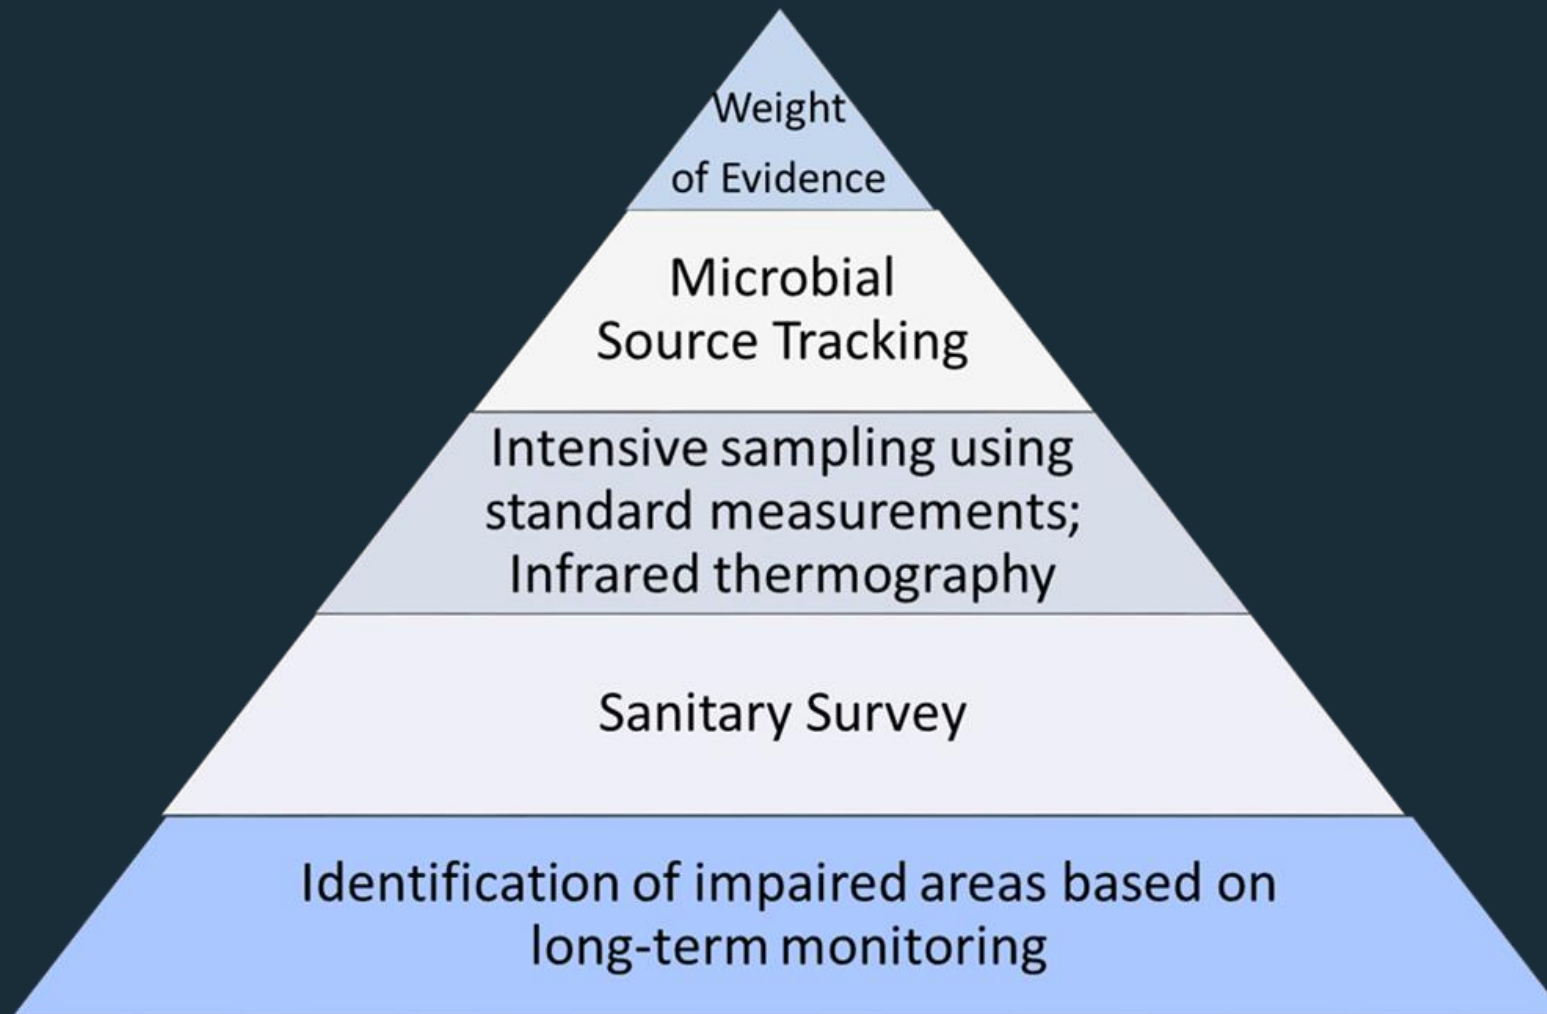 Weight
of Evidence
Microbial
Source Tracking
Intensive sampling using
standard measurements;
Infrared thermography
Sanitary Survey
Identification of impaired areas based on
long-term monitoring